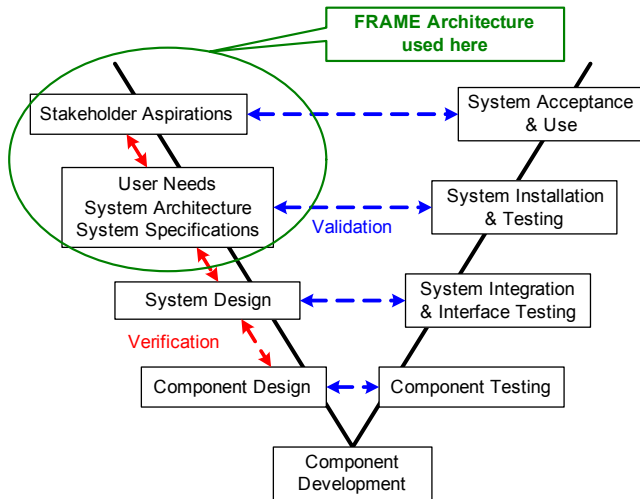 FRAME Architecture
used here
Stakeholder Aspirations
System Acceptance
& Use
User Needs
System Architecture
System Specifications
Validation
System Installation
& Testing
System Design
System Integration
& Interface Testing
Verification
Component Design
Component Testing
Component
Development